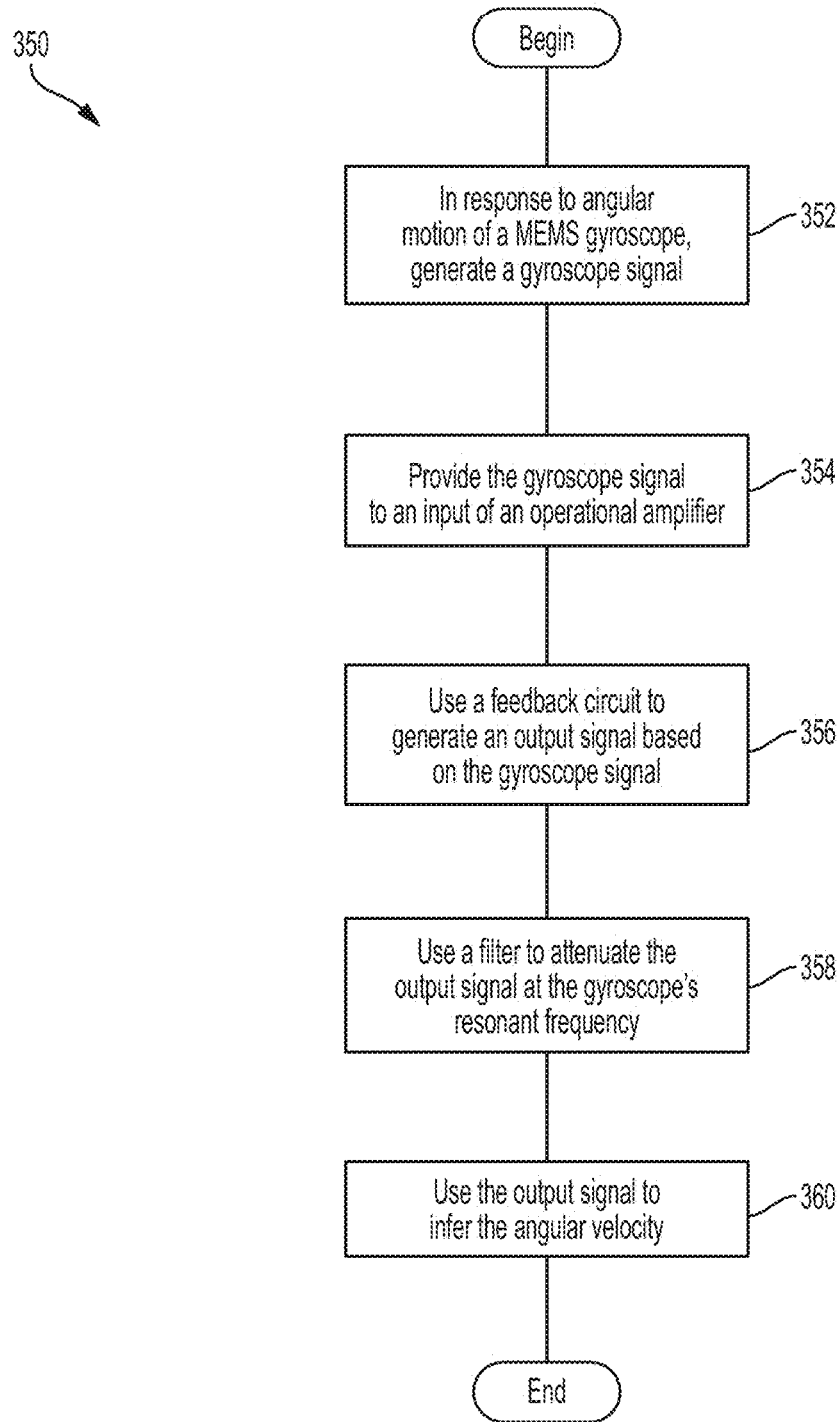 350
Begin
In response to angular
motion of a MEMS gyroscope,
generate a gyroscope signal
352
Provide the gyroscope signal
to an input of an operational amplifier
354
Use a feedback circuit to
generate an output signal based
on the gyroscope signal
356
Use a filter to attenuate the
output signal at the gyroscope's
resonant frequency
358
Use the output signal to
infer the angular velocity
360
End